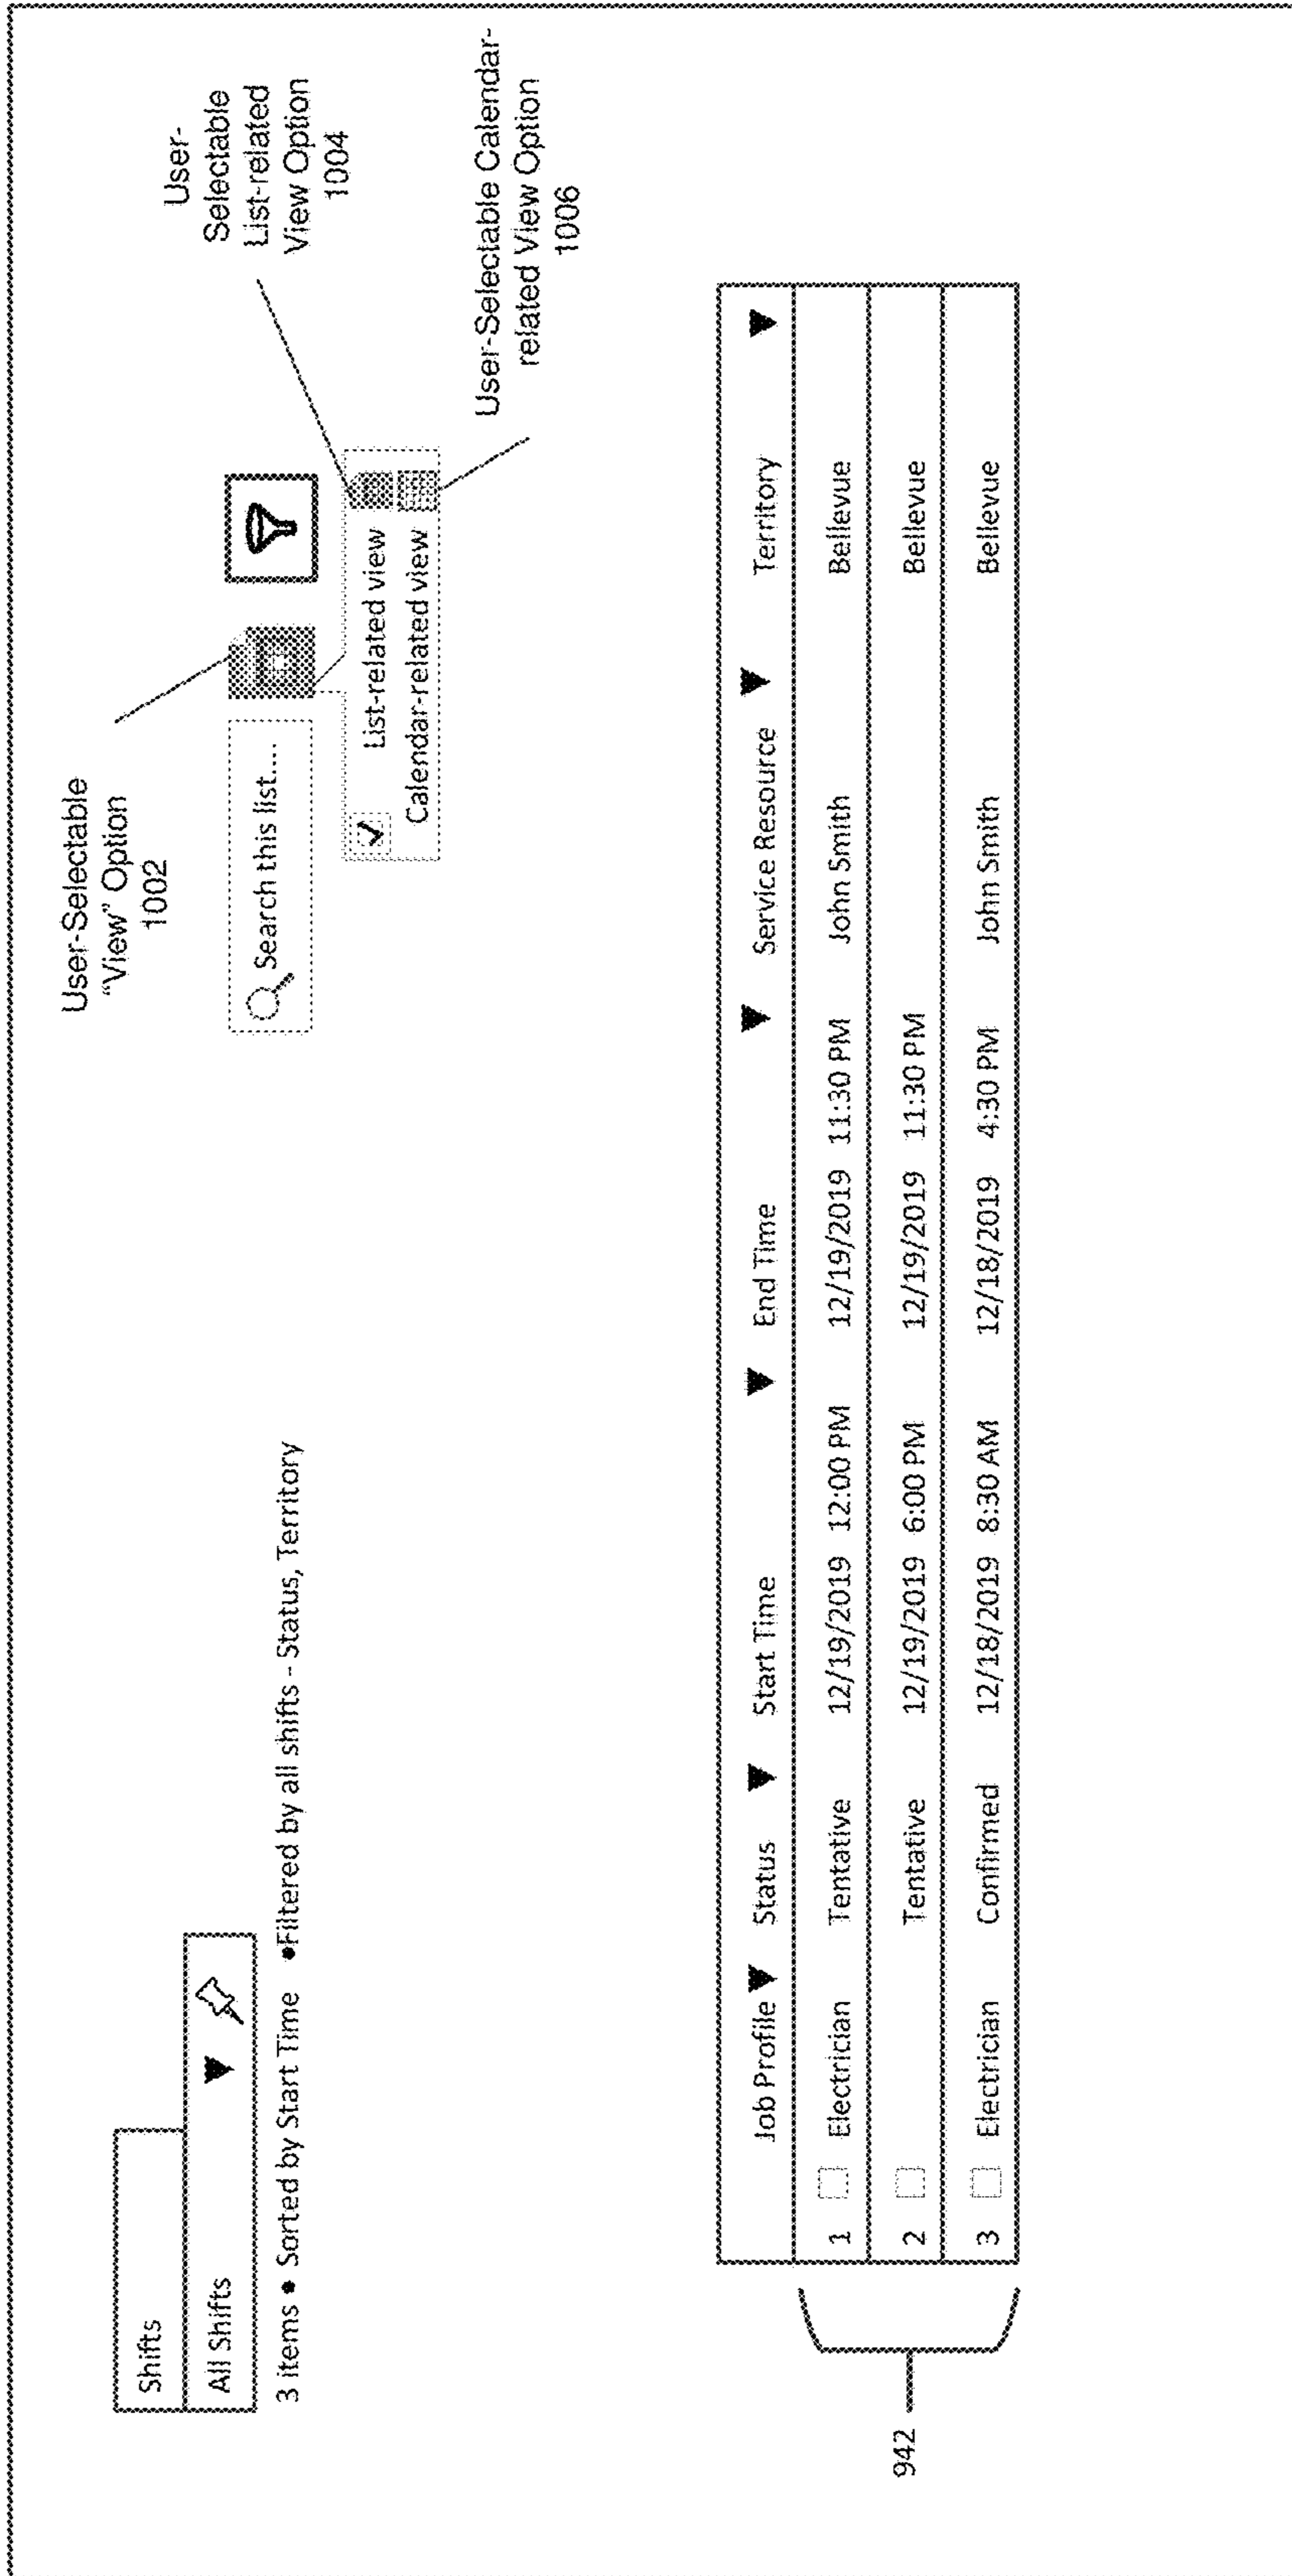 User-Selectable
"View" Option
1002
User-
Selectable
List-related
View Option
1004
Shifts
All Shifts
Search this list....
3 items • Sorted by Start Time •Filtered by all shifts - Status, Territory
List-related view
Calendar-related view
User-Selectable Calendar-
related View Option
1006
Job Profile Status Start Time End Time Service Resource Territory
1 Electrician Tentative 12/19/2019 12:00 PM 12/19/2019 11:30 PM John Smith Bellevue
2 Tentative 12/19/2019 6:00 PM 12/19/2019 11:30 PM Bellevue
3 Electrician Confirmed 12/18/2019 8:30 AM 12/18/2019 4:30 PM John Smith Bellevue
942